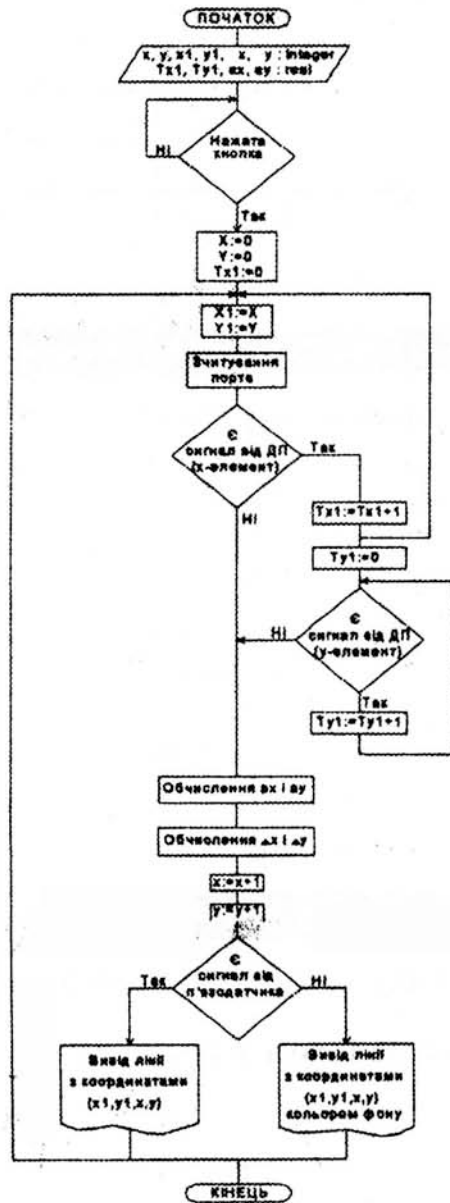 ПОЧАТОК
x, y, x1, y1, x, y : integer
Tx1, Ty1, ax, ay : real
Нажата
кнопка
Ні
Так
X:=0
Y:=0
Tx1:=0
X1:=X
Y1:=Y
Зчитування
порта
Є
сигнал від ДП
(х-елемент)
Так
Ні
Tx1:=Tx1+1
Ty1:=0
Є
сигнал від ДП
(у-елемент)
Ні
Так
Ty1:=Ty1+1
Обчислення ax і ay
Обчислення △x і △y
x:=x+1
y:=y+1
Є
сигнал від
п'єзодатчика
Так
Ні
Вивід лінії
з координатами
(x1,y1,x,y)
Вивід лінії
з координатами
(x1,y1,x,y)
кольором фону
КІНЕЦЬ